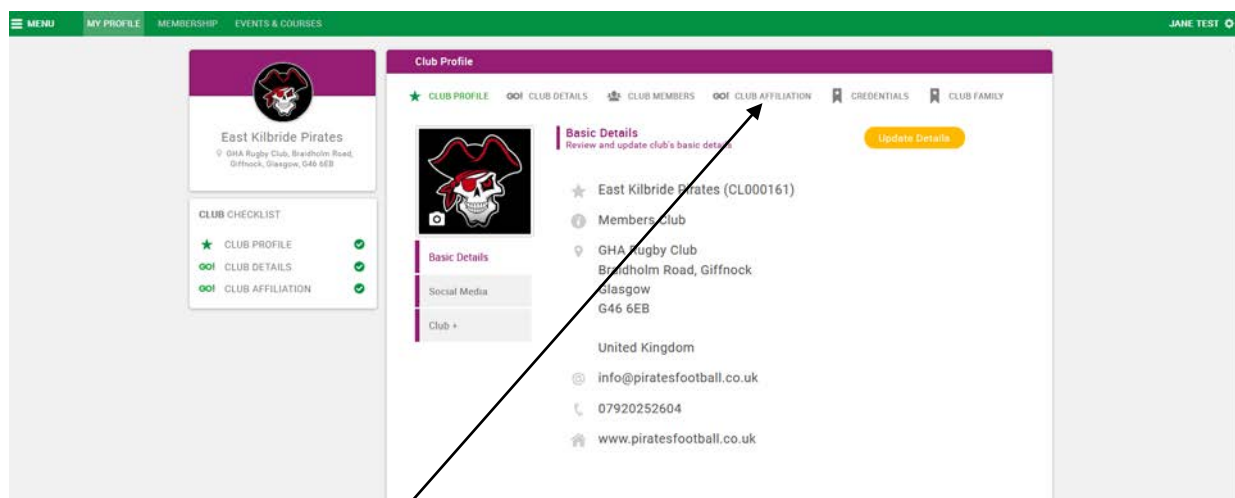 MENU MY PROFILE MEMBERSHIP EVENTS & COURSES JANE TEST
East Kilbride Pirates
GHA Rugby Club, Braidholm Road,
Giffnock, Glasgow, G46 6EB
CLUB CHECKLIST
CLUB PROFILE
GO! CLUB DETAILS
GO! CLUB AFFILIATION
Club Profile
CLUB PROFILE GO! CLUB DETAILS CLUB MEMBERS GO! CLUB AFFILIATION CREDENTIALS CLUB FAMILY
Basic Details
Social Media
Club +
Basic Details
Review and update club's basic details
Update Details
East Kilbride Pirates (CL000161)
Members Club
GHA Rugby Club
Braidholm Road, Giffnock
Glasgow
G46 6EB
United Kingdom
info@piratesfootball.co.uk
07920252604
www.piratesfootball.co.uk